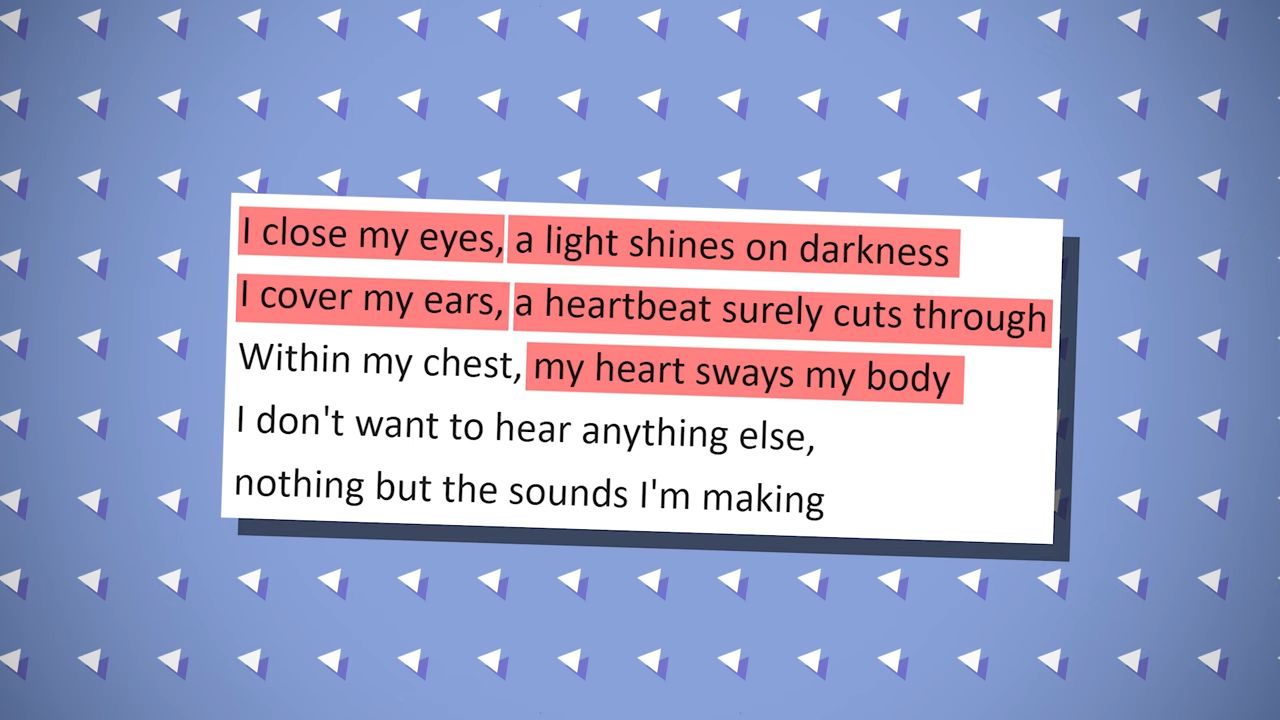 I close my eyes, a light shines on darkness
I cover my ears, a heartbeat surely cuts through
Within my chest, my heart sways my body
I don't want to hear anything else,
nothing but the sounds I'm making